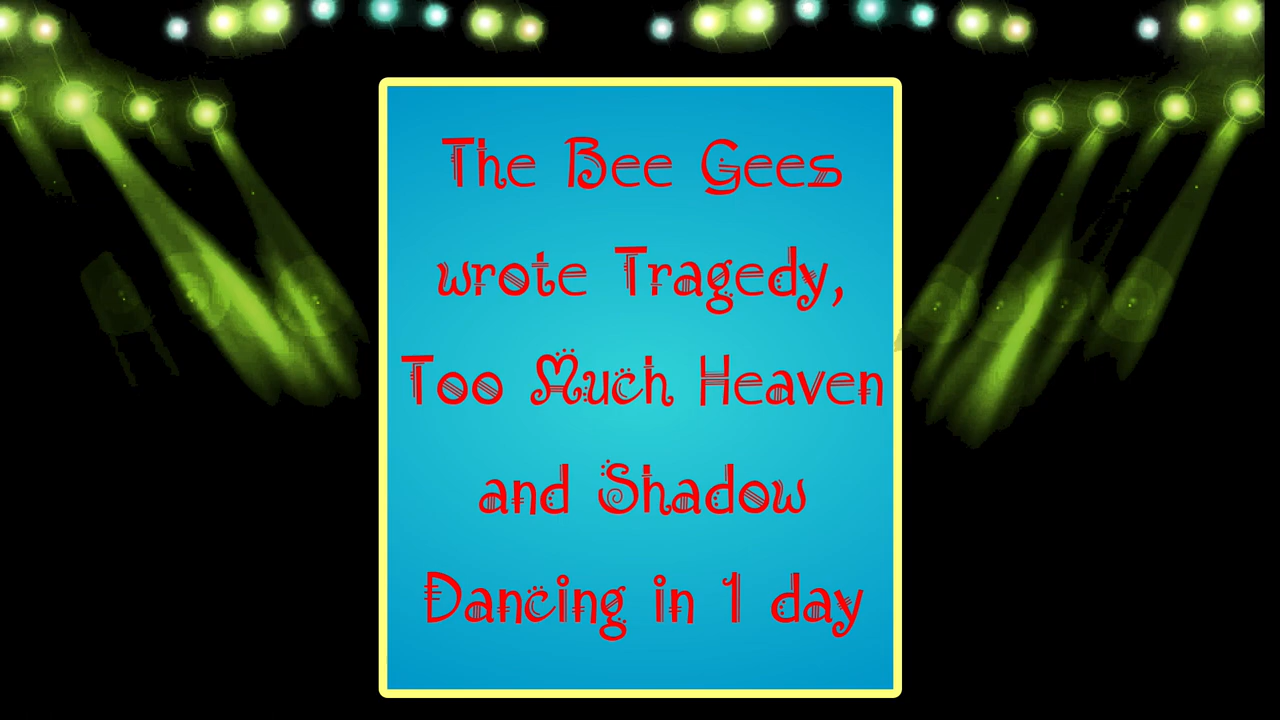 The Bee Gees
wrote Tragedy,
Too Much Heaven
and Shadow
Dancing in 1 day